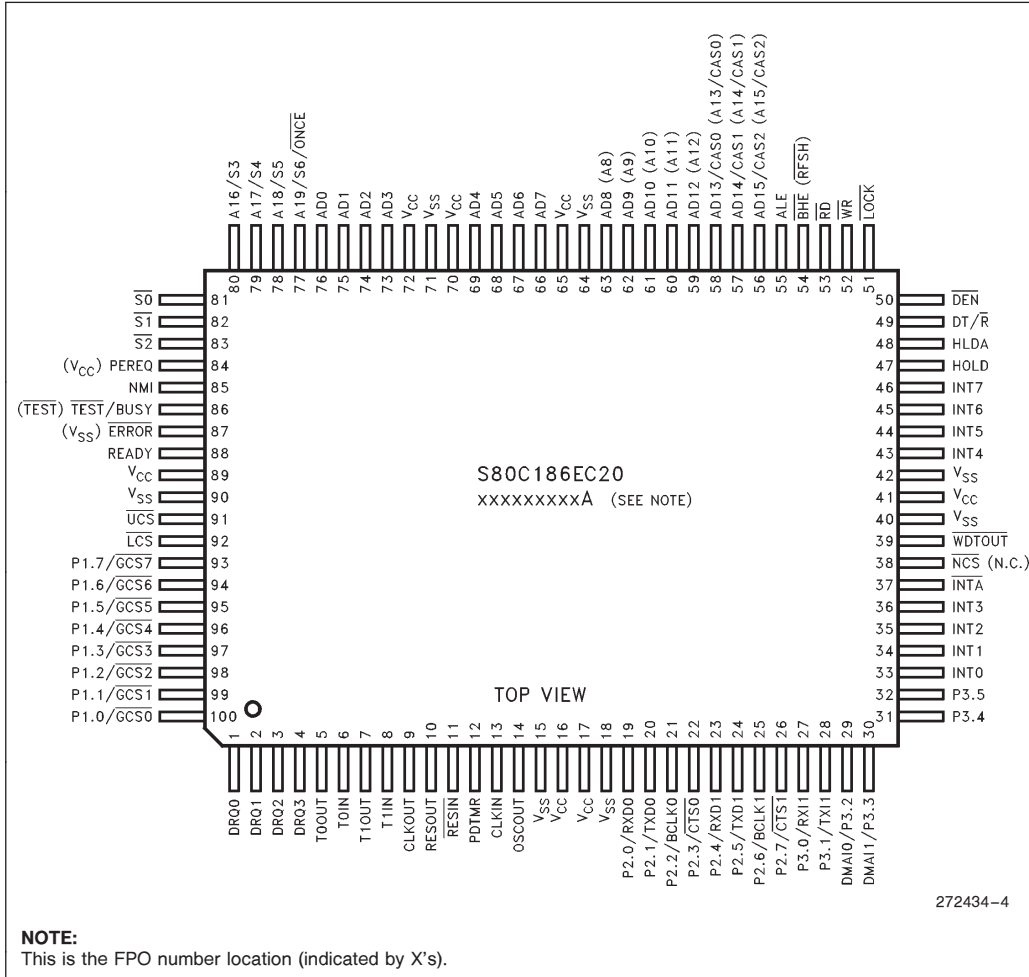 A16/S3
A17/S4
A18/S5
A19/S6/ONCE
AD0
AD1
AD2
AD3
VCC
VSS
VCC
AD4
AD5
AD6
AD7
VCC
VSS
AD8 (A8)
AD9 (A9)
AD10 (A10)
AD11 (A11)
AD12 (A12)
AD13/CAS0 (A13/CAS0)
AD14/CAS1 (A14/CAS1)
AD15/CAS2 (A15/CAS2)
ALE
BHE (RFSH)
RD
WR
LOCK
80 79 78 77 76 75 74 73 72 71 70 69 68 67 66 65 64 63 62 61 60 59 58 57 56 55 54 53 52 51
S0 81
S1 82
S2 83
(VCC) PEREQ 84
NMI 85
(TEST) TEST/BUSY 86
(VSS) ERROR 87
READY 88
VCC 89
VSS 90
UCS 91
LCS 92
P1.7/GCS7 93
P1.6/GCS6 94
P1.5/GCS5 95
P1.4/GCS4 96
P1.3/GCS3 97
P1.2/GCS2 98
P1.1/GCS1 99
P1.0/GCS0 100
S80C186EC20
XXXXXXXXXA (SEE NOTE)
TOP VIEW
50 DEN
49 DT/R
48 HLDA
47 HOLD
46 INT7
45 INT6
44 INT5
43 INT4
42 VSS
41 VCC
40 VSS
39 WDTOUT
38 NCS (N.C.)
37 INTA
36 INT3
35 INT2
34 INT1
33 INT0
32 P3.5
31 P3.4
1 2 3 4 5 6 7 8 9 10 11 12 13 14 15 16 17 18 19 20 21 22 23 24 25 26 27 28 29 30
DRQ0
DRQ1
DRQ2
DRQ3
T0OUT
T0IN
T1OUT
T1IN
CLKOUT
RESOUT
RESIN
PDTMR
CLKIN
OSCOUT
VSS
VCC
VCC
VSS
P2.0/RXD0
P2.1/TXD0
P2.2/BCLK0
P2.3/CTS0
P2.4/RXD1
P2.5/TXD1
P2.6/BCLK1
P2.7/CTS1
P3.0/RXI1
P3.1/TXI1
DMAI0/P3.2
DMAI1/P3.3
272434–4
NOTE:
This is the FPO number location (indicated by X's).